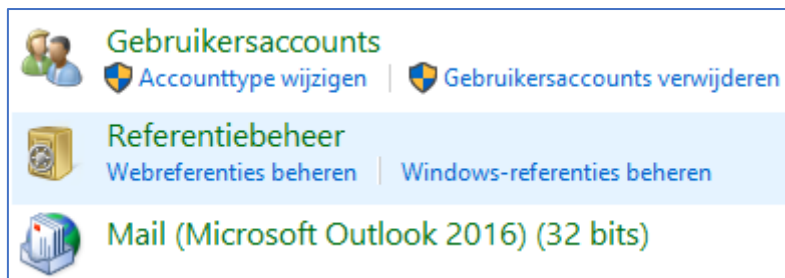 Gebruikersaccounts
Accounttype wijzigen | Gebruikersaccounts verwijderen
Referentiebeheer
Webreferenties beheren | Windows-referenties beheren
Mail (Microsoft Outlook 2016) (32 bits)